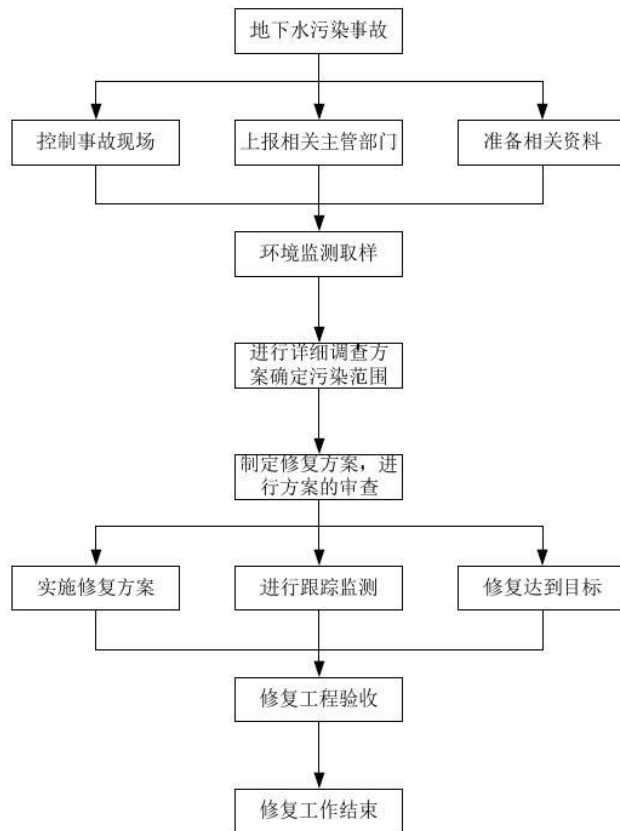 地下水污染事故
控制事故现场
上报相关主管部门
准备相关资料
环境监测取样
进行详细调查方
案确定污染范围
制定修复方案，进
行方案的审查
实施修复方案
进行跟踪监测
修复达到目标
修复工程验收
修复工作结束